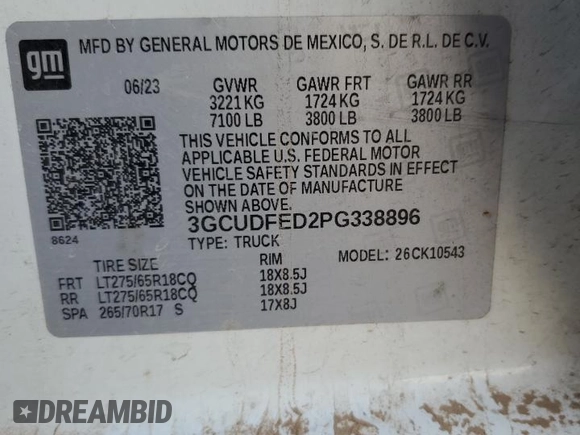 gm
MFD BY GENERAL MOTORS DE MEXICO, S. DE R.L. DE C.V.
06/23 GVWR GAWR FRT GAWR RR
3221 KG 1724 KG 1724 KG
7100 LB 3800 LB 3800 LB
THIS VEHICLE CONFORMS TO ALL
APPLICABLE U.S. FEDERAL MOTOR
VEHICLE SAFETY STANDARDS IN EFFECT
ON THE DATE OF MANUFACTURE
SHOWN ABOVE.
3GCUDFED2PG338896
8624
TYPE: TRUCK
MODEL: 26CK10543
TIRE SIZE RIM
FRT LT275/65R18CQ 18X8.5J
RR LT275/65R18CQ 18X8.5J
SPA 265/70R17 S 17X8J
DREAMBID